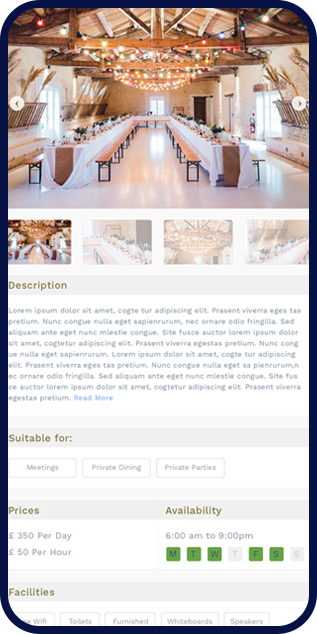 Description
Lorem ipsum dolor sit amet, cogte tur adipiscing elit. Prasent viverra eges tas
pretium. Nunc congue nulla eget sapienrurum, nec ornare odio fringilla. Sed
aliquam ante eget nunc mlestie congue. Site fusce auctor lorem ipsum dolor
sit amet, cogtetur adipiscing elit. Prasent viverra egestas pretium. Nunc cong
ue nulla eget sapienrurum. Lorem ipsum dolor sit amet, cogte tur adipiscing
elit. Prasent viverra eges tas pretium. Nunc congue nulla eget sa pienrurum,n
ec ornare odio fringilla. Sed aliquam ante eget nunc mlestie congue. Site fus
ce auctor lorem ipsum dolor sit amet, cogtetur adipiscing elit. Prasent viverra
egestas pretium. Read More
Suitable for:
Meetings Private Dining Private Parties
Prices
£ 350 Per Day
£ 50 Per Hour
Availability
6:00 am to 9:00pm
M T W T F S S
Facilities
Wifi Toilets Furnished Whiteboards Speakers